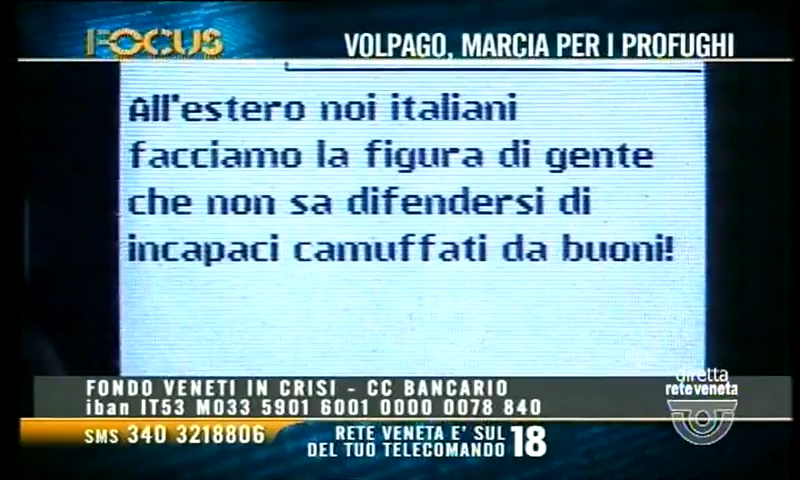 FOCUS
VOLPAGO, MARCIA PER I PROFUGHI
All'estero noi italiani
facciamo la figura di gente
che non sa difendersi di
incapaci camuffati da buoni!
diretta
reteveneta
FONDO VENETI IN CRISI - CC BANCARIO
iban IT53 M033 5901 6001 0000 0078 840
SMS 340 3218806
RETE VENETA E' SUL
DEL TUO TELECOMANDO 18